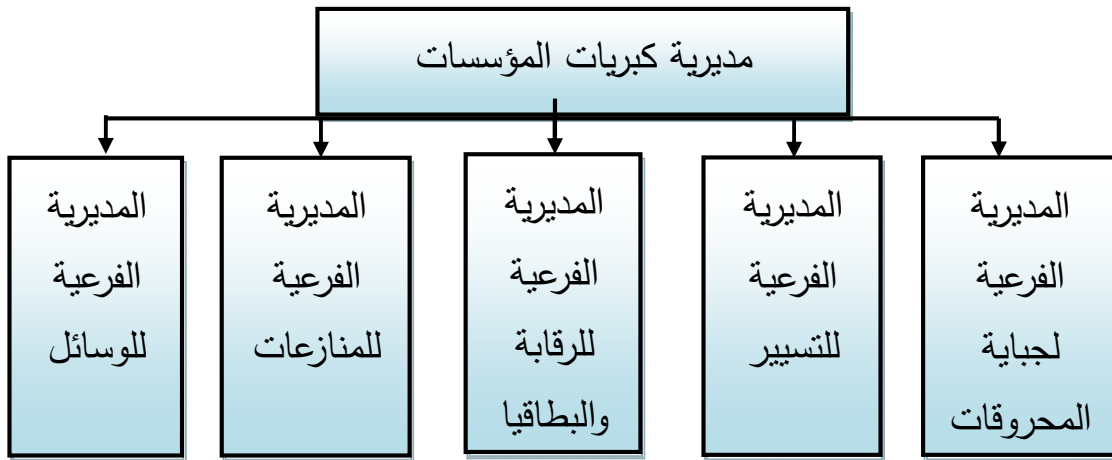 مديرية كبريات المؤسسات
المديرية
الفرعية
لجباية
المحروقات
المديرية
الفرعية
للتسيير
المديرية
الفرعية
للرقابة
والبطاقيا
المديرية
الفرعية
للمنازعات
المديرية
الفرعية
للوسائل